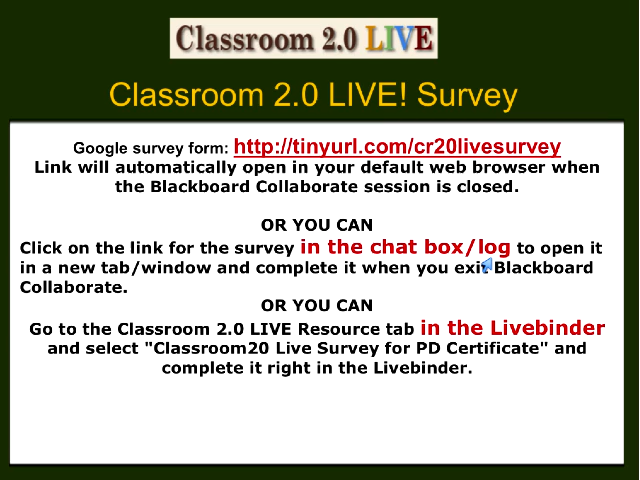 Classroom 2.0 LIVE
Classroom 2.0 LIVE! Survey
Google survey form: http://tinyurl.com/cr20livesurvey
Link will automatically open in your default web browser when
the Blackboard Collaborate session is closed.
OR YOU CAN
Click on the link for the survey in the chat box/log to open it
in a new tab/window and complete it when you exit Blackboard
Collaborate.
OR YOU CAN
Go to the Classroom 2.0 LIVE Resource tab in the Livebinder
and select "Classroom20 Live Survey for PD Certificate" and
complete it right in the Livebinder.